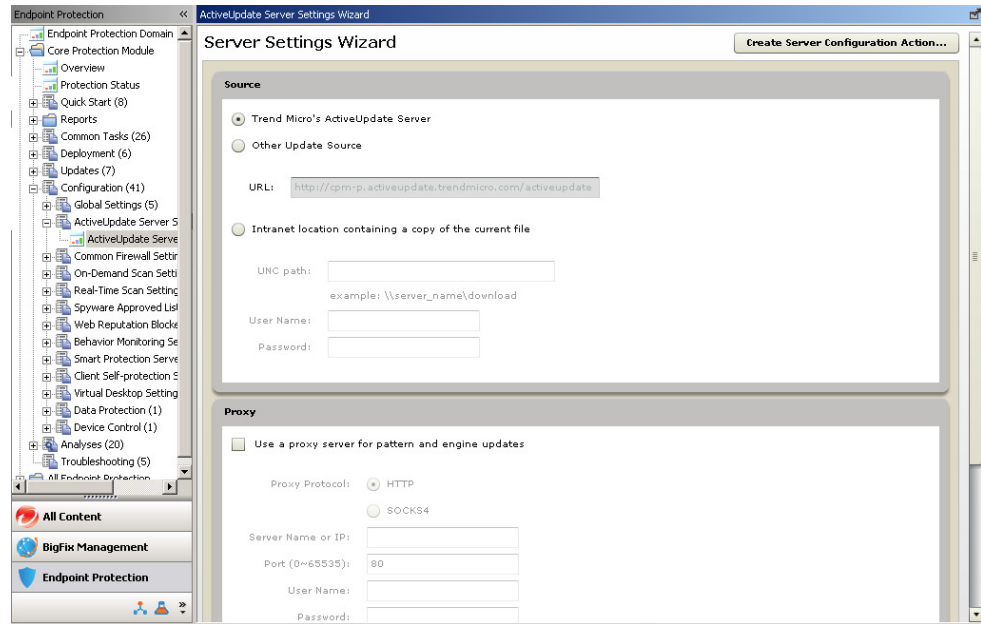 Endpoint Protection
«
Endpoint Protection Domain
Core Protection Module
Overview
Protection Status
Quick Start (8)
Reports
Common Tasks (26)
Deployment (6)
Updates (7)
Configuration (41)
Global Settings (5)
ActiveUpdate Server S
ActiveUpdate Serve
Common Firewall Settin
On-Demand Scan Setti
Real-Time Scan Setting
Spyware Approved List
Web Reputation Blocke
Behavior Monitoring Se
Smart Protection Serve
Client Self-protection S
Virtual Desktop Setting
Data Protection (1)
Device Control (1)
Analyses (20)
Troubleshooting (5)
All Endpoint Protection
All Content
BigFix Management
Endpoint Protection
»
ActiveUpdate Server Settings Wizard
Server Settings Wizard
Create Server Configuration Action...
Source
Trend Micro's ActiveUpdate Server
Other Update Source
URL: http://cpm-p.activeupdate.trendmicro.com/activeupdate
Intranet location containing a copy of the current file
UNC path:
example: \\server_name\download
User Name:
Password:
Proxy
Use a proxy server for pattern and engine updates
Proxy Protocol: HTTP
SOCKS4
Server Name or IP:
Port (0~65535): 80
User Name:
Password: